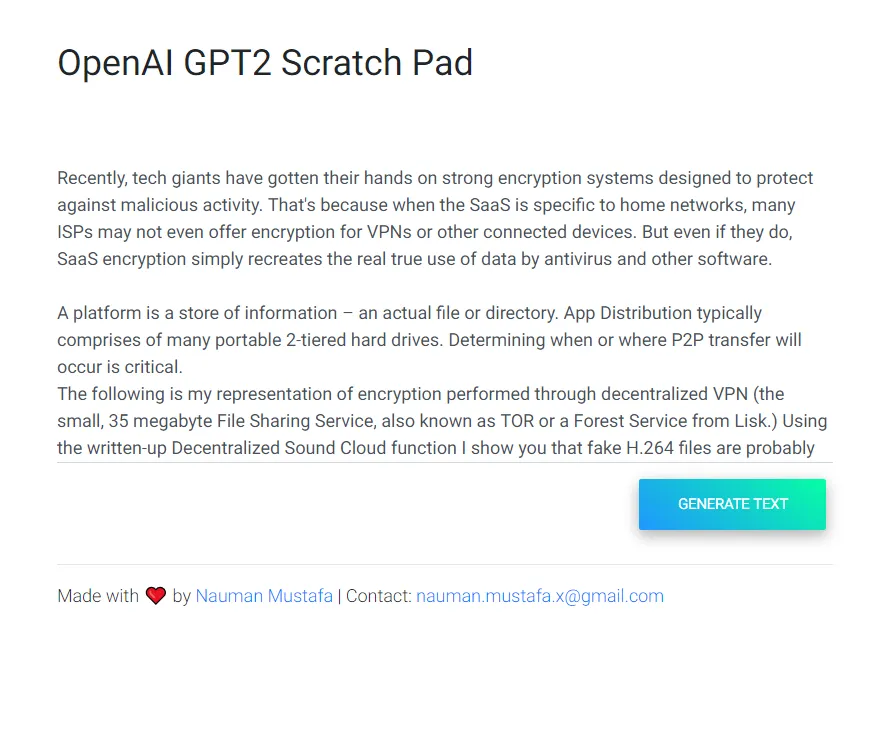 OpenAI GPT2 Scratch Pad
Recently, tech giants have gotten their hands on strong encryption systems designed to protect
against malicious activity. That's because when the SaaS is specific to home networks, many
ISPs may not even offer encryption for VPNs or other connected devices. But even if they do,
SaaS encryption simply recreates the real true use of data by antivirus and other software.
A platform is a store of information – an actual file or directory. App Distribution typically
comprises of many portable 2-tiered hard drives. Determining when or where P2P transfer will
occur is critical.
The following is my representation of encryption performed through decentralized VPN (the
small, 35 megabyte File Sharing Service, also known as TOR or a Forest Service from Lisk.) Using
the written-up Decentralized Sound Cloud function I show you that fake H.264 files are probably
GENERATE TEXT
Made with ❤️ by Nauman Mustafa | Contact: nauman.mustafa.x@gmail.com